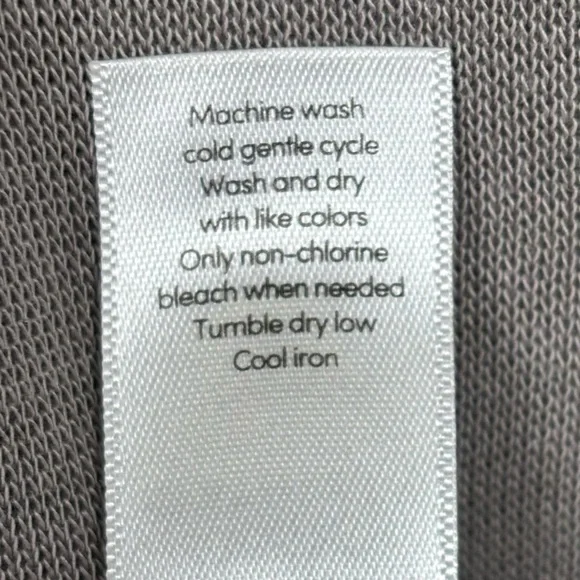 Machine wash
cold gentle cycle
Wash and dry
with like colors
Only non-chlorine
bleach when needed
Tumble dry low
Cool iron